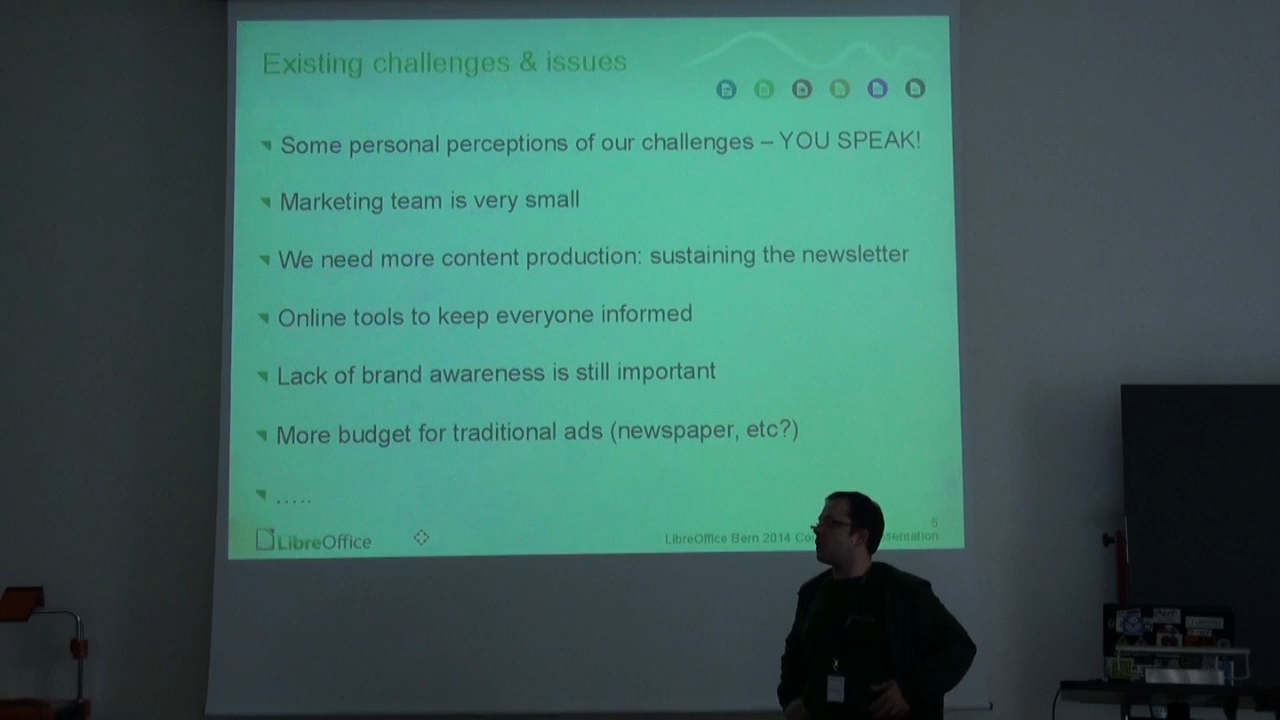 Existing challenges & issues
Some personal perceptions of our challenges – YOU SPEAK!
Marketing team is very small
We need more content production: sustaining the newsletter
Online tools to keep everyone informed
Lack of brand awareness is still important
More budget for traditional ads (newspaper, etc?)
.....
5
LibreOffice
LibreOffice Bern 2014